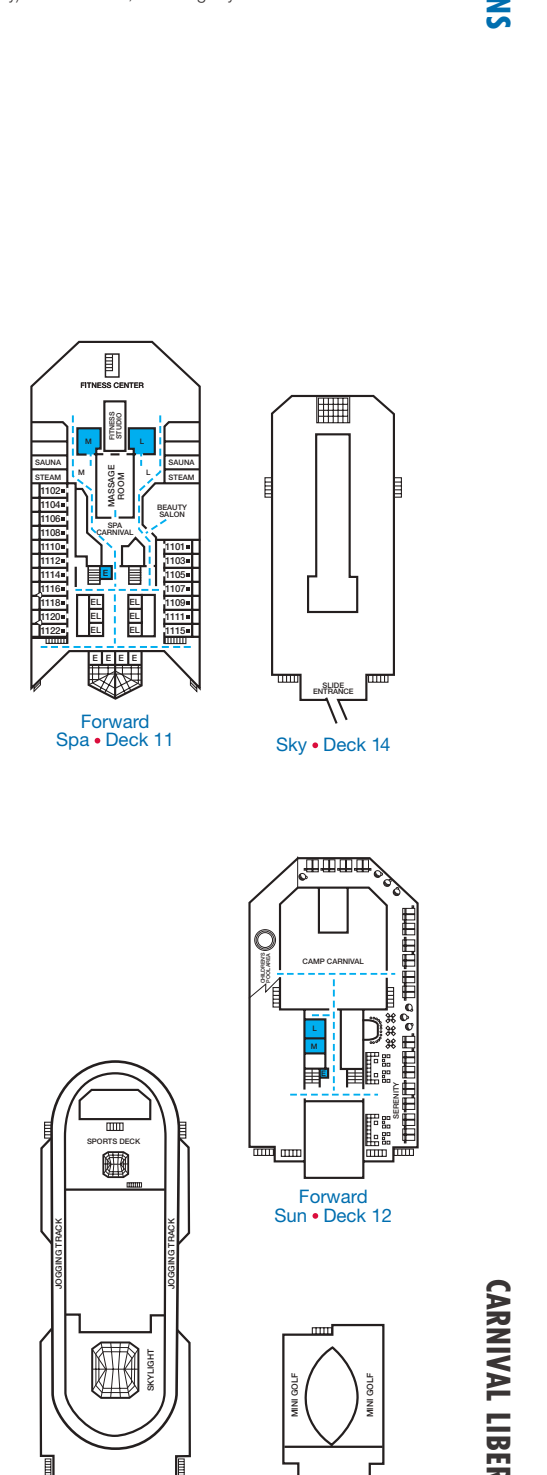 NS
FITNESS CENTER
FITNESS
STUDIO
M
L
SAUNA
SAUNA
M
L
STEAM
STEAM
MASSAGE
ROOM
1102
1104
1106
1108
1110
1112
1114
1116
1118
1120
1122
BEAUTY
SALON
SPA
CARNIVAL
1101
1103
1105
1107
1109
1111
1115
E
EL
EL
EL
EL
EL
EL
E E E E
Forward
Spa • Deck 11
SLIDE
ENTRANCE
Sky • Deck 14
CAMP CARNIVAL
CHILDREN'S
POOL AREA
L
M
E
SERENITY
Forward
Sun • Deck 12
SPORTS DECK
JOGGING TRACK
JOGGING TRACK
SKYLIGHT
MINI GOLF
MINI GOLF
CARNIVAL LIBER